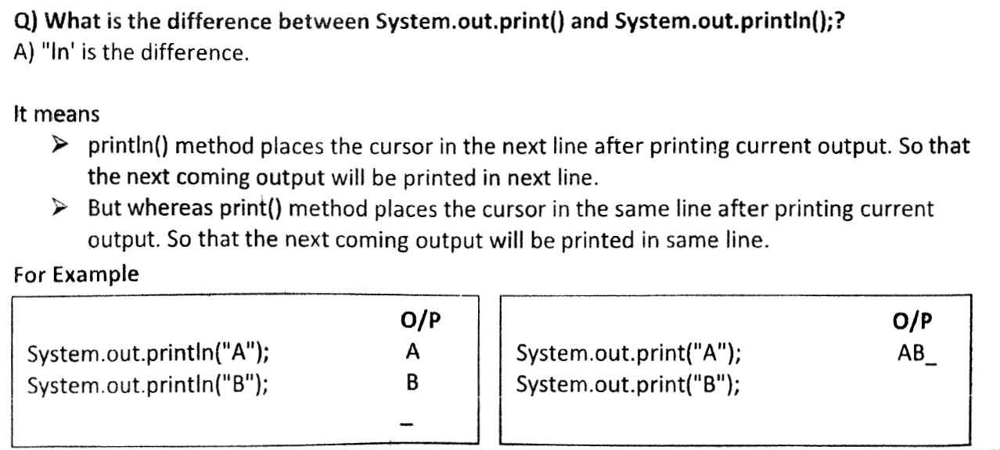 Q) What is the difference between System.out.print() and System.out.println();?
A) "ln' is the difference.
It means
➢ println() method places the cursor in the next line after printing current output. So that
the next coming output will be printed in next line.
➢ But whereas print() method places the cursor in the same line after printing current
output. So that the next coming output will be printed in same line.
For Example
O/P
System.out.println("A"); A
System.out.println("B"); B
_
O/P
System.out.print("A"); AB_
System.out.print("B");